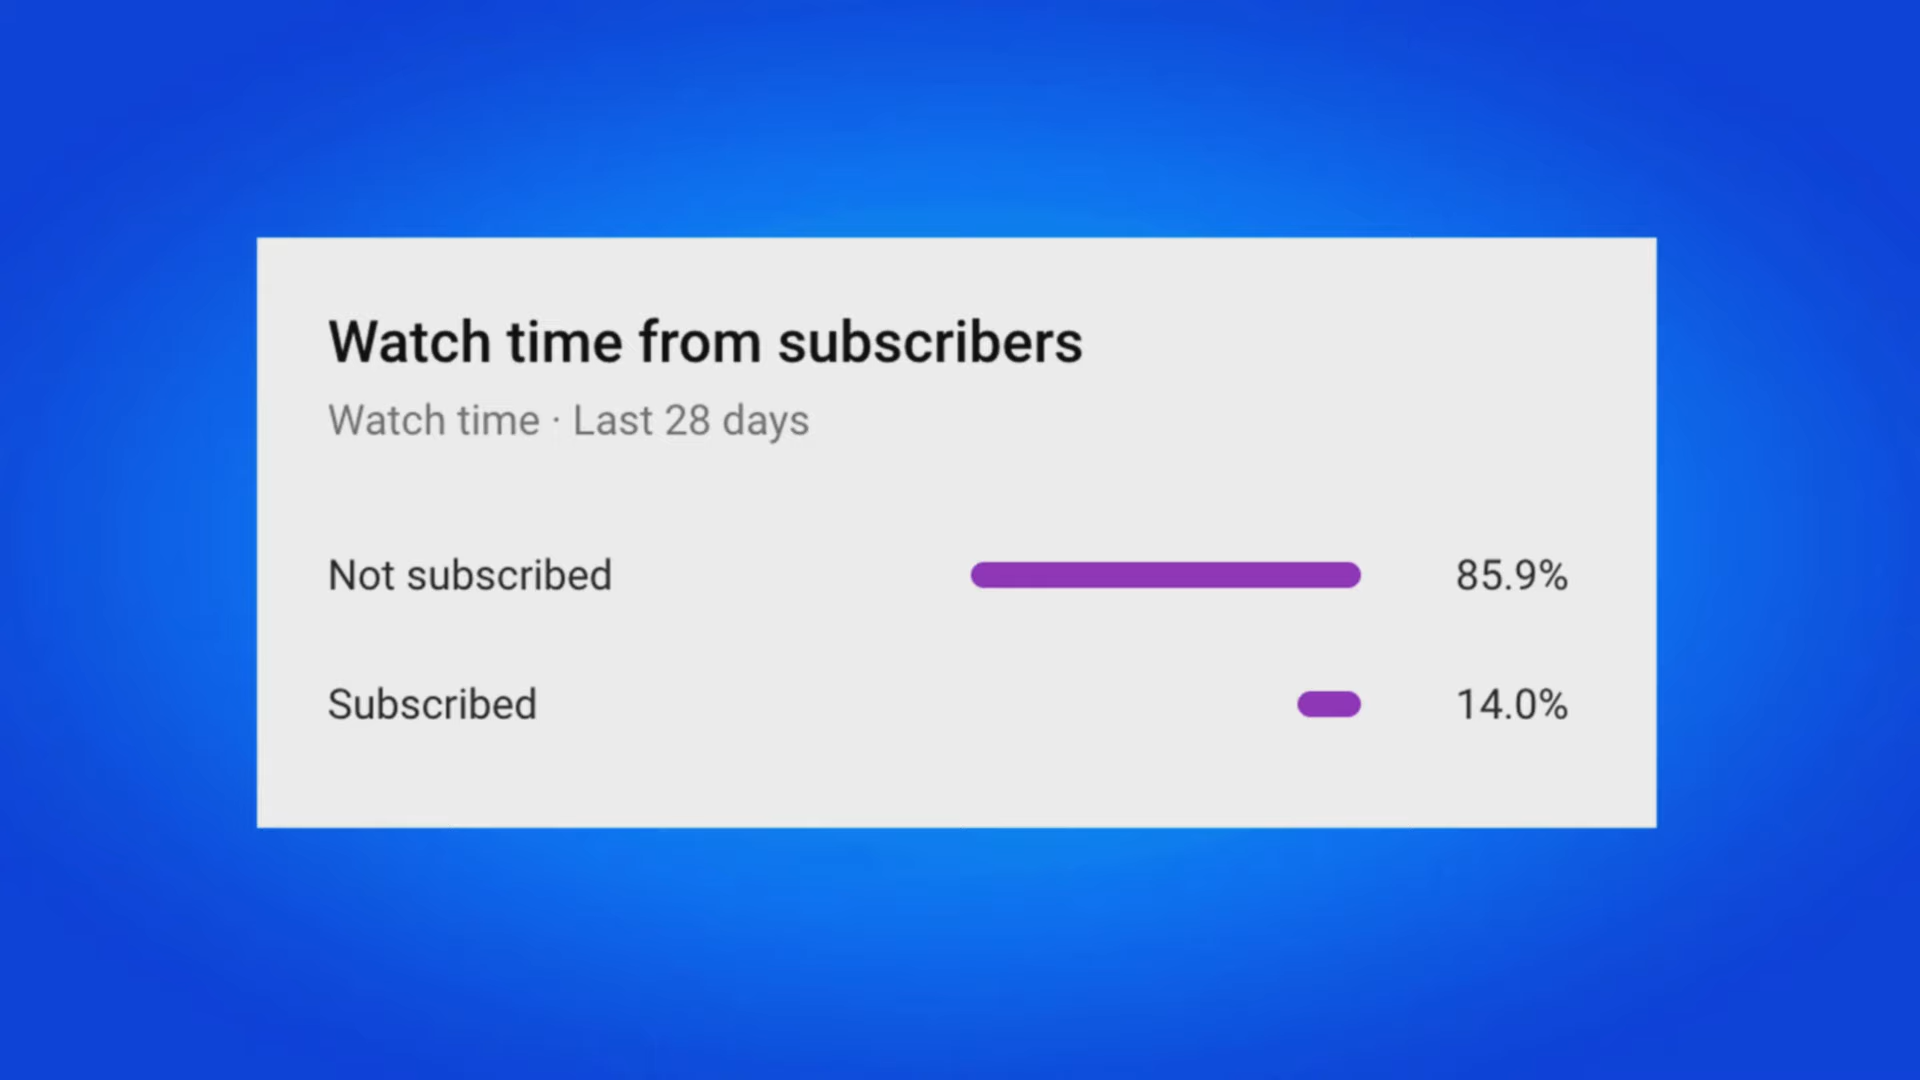 Watch time from subscribers
Watch time · Last 28 days
Not subscribed 85.9%
Subscribed 14.0%